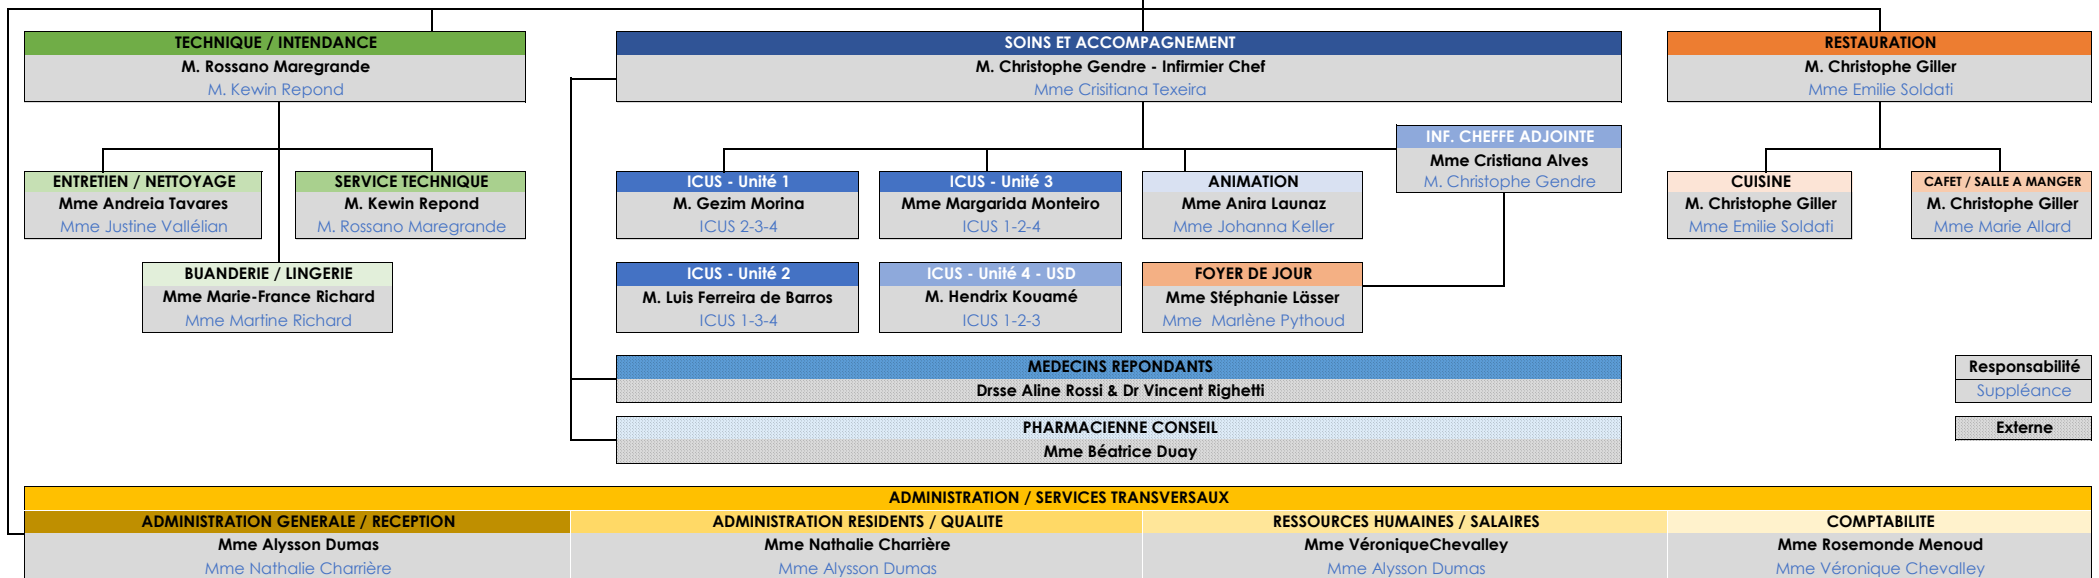 TECHNIQUE / INTENDANCE
M. Rossano Maregrande
M. Kewin Repond
SOINS ET ACCOMPAGNEMENT
M. Christophe Gendre - Infirmier Chef
Mme Crisitiana Texeira
RESTAURATION
M. Christophe Giller
Mme Emilie Soldati
INF. CHEFFE ADJOINTE
Mme Cristiana Alves
M. Christophe Gendre
ENTRETIEN / NETTOYAGE
Mme Andreia Tavares
Mme Justine Vallélian
SERVICE TECHNIQUE
M. Kewin Repond
M. Rossano Maregrande
ICUS - Unité 1
M. Gezim Morina
ICUS 2-3-4
ICUS - Unité 3
Mme Margarida Monteiro
ICUS 1-2-4
ANIMATION
Mme Anira Launaz
Mme Johanna Keller
CUISINE
M. Christophe Giller
Mme Emilie Soldati
CAFET / SALLE A MANGER
M. Christophe Giller
Mme Marie Allard
BUANDERIE / LINGERIE
Mme Marie-France Richard
Mme Martine Richard
ICUS - Unité 2
M. Luis Ferreira de Barros
ICUS 1-3-4
ICUS - Unité 4 - USD
M. Hendrix Kouamé
ICUS 1-2-3
FOYER DE JOUR
Mme Stéphanie Lässer
Mme Marlène Pythoud
MEDECINS REPONDANTS
Drsse Aline Rossi & Dr Vincent Righetti
Responsabilité
Suppléance
PHARMACIENNE CONSEIL
Mme Béatrice Duay
Externe
ADMINISTRATION / SERVICES TRANSVERSAUX
ADMINISTRATION GENERALE / RECEPTION
Mme Alysson Dumas
Mme Nathalie Charrière
ADMINISTRATION RESIDENTS / QUALITE
Mme Nathalie Charrière
Mme Alysson Dumas
RESSOURCES HUMAINES / SALAIRES
Mme VéroniqueChevalley
Mme Alysson Dumas
COMPTABILITE
Mme Rosemonde Menoud
Mme Véronique Chevalley